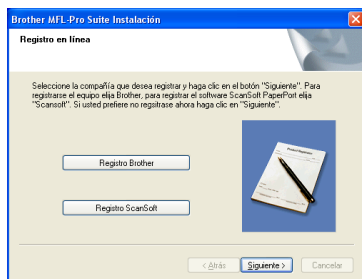 Brother MFL-Pro Suite Instalación
Registro en línea
Seleccione la compañía que desea registrar y haga clic en el botón "Siguiente". Para
registrarse el equipo elija Brother, para registrar el software ScanSoft PaperPort elija
"Scansoft". Si usted prefiere no regsitrase ahora haga clic en "Siguiente".
Registro Brother
Registro ScanSoft
< Atrás
Siguiente >
Cancelar